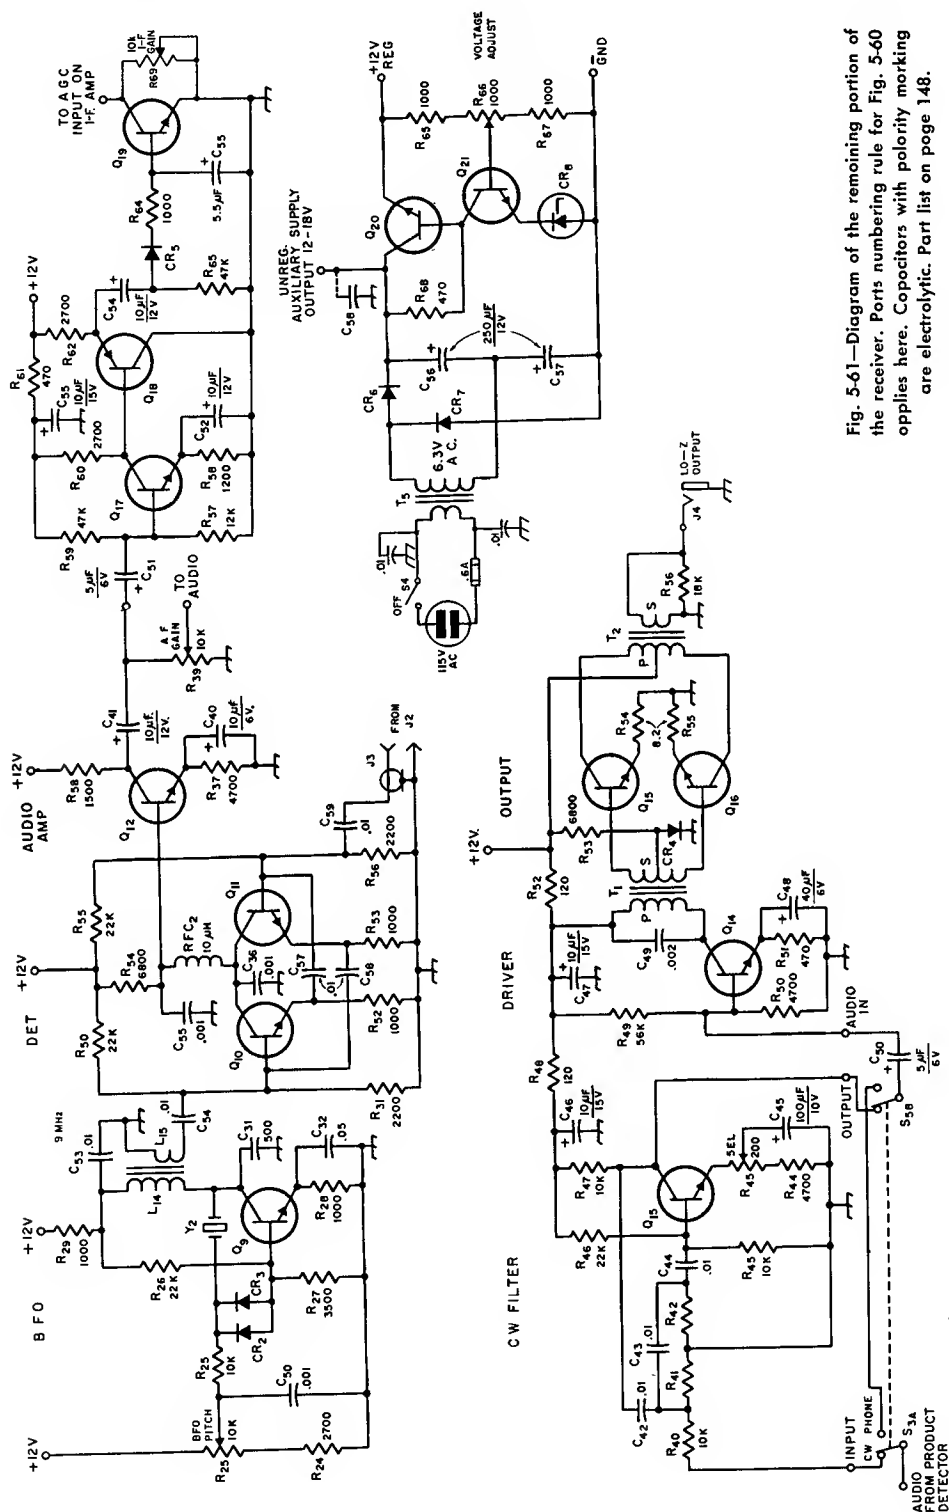 BFO
+12V
R25
BFO PITCH
10K
R24
2700
C50
.001
R25
10K
CR2
CR3
Y2
R26
22K
R27
3500
+12V
R29
1000
C53
.01
9 MHz
L14
L15
Q9
C31
500
R28
1000
C32
.05
C54
.01
DET
+12V
R50
22K
R55
22K
R54
6800
C55
.001
RFC2
10 µH
Q10
Q11
C36
.001
C57
.01
C58
R31
2200
R52
1000
R53
1000
R56
2200
C59
.01
J3
FROM J2
AUDIO AMP
+12V
R58
1500
Q12
R37
4700
C40
10µF
6V.
C41
10µF.
12V.
A F GAIN
10K
R39
TO AUDIO
5µF
6V
C51
R59
47K
R57
12K
R60
2700
Q17
R58
1200
C52
10µF
12V
C55
10µF
15V
R61
470
R62
2700
+12V
Q18
C54
10µF
12V
R65
47K
CR5
R64
1000
C55
5.5µF
Q19
TO AGC
INPUT ON
I-F. AMP
10k
I-F
GAIN
R69
CW FILTER
AUDIO
FROM PRODUCT
DETECTOR
S3A
CW PHONE
INPUT
R40
10K
C42
.01
R41
C43
.01
R42
C44
.01
R46
22K
R45
10K
R47
10K
Q15
SEL
200
R45
R44
4700
C45
100µF
10V
C46
10µF
15V
R48
120
OUTPUT
S5B
C50
5µF
6V
AUDIO IN
DRIVER
R49
56K
C47
10µF
15V
R50
4700
Q14
R51
470
C48
40µF
6V
C49
.002
T1
P
S
R52
120
+12V.
OUTPUT
R53
6800
CR4
Q15
Q16
R54
8.2
R55
T2
P
S
R56
18K
J4
LO-Z
OUTPUT
115V
AC
OFF
S4
.01
.6A
.01
T5
6.3V
A C.
CR6
CR7
C56
250µF
12V
C57
C58
UNREG.
AUXILIARY SUPPLY
OUTPUT 12-18V
R68
470
Q20
Q21
CR8
R65
1000
R66
1000
R67
1000
VOLTAGE
ADJUST
+12V
REG
GND
Fig. 5-61—Diagram of the remoining portion of
the receiver. Ports numbering rule for Fig. 5-60
opplies here. Copocitors with polority morking
are electrolytic. Part list on poge 148.